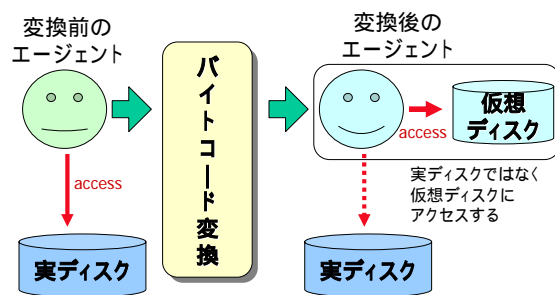 変換前の
エージェント
access
実ディスク
バイトコード変換
変換後の
エージェント
access
仮想
ディスク
実ディスクではなく
仮想ディスクに
アクセスする
実ディスク